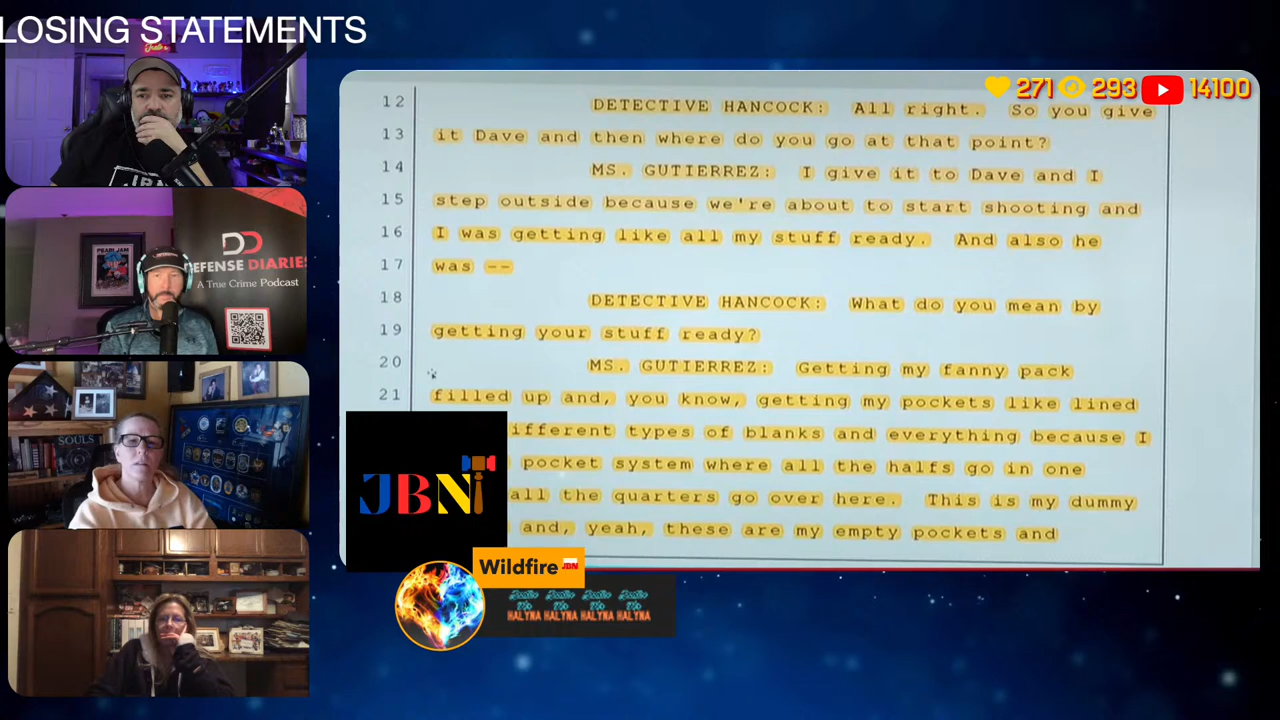 LOSING STATEMENTS
271 293 14100
12 DETECTIVE HANCOCK: All right. So you give
13 it Dave and then where do you go at that point?
14 MS. GUTIERREZ: I give it to Dave and I
15 step outside because we're about to start shooting and
16 I was getting like all my stuff ready. And also he
17 was --
18 DETECTIVE HANCOCK: What do you mean by
19 getting your stuff ready?
20 MS. GUTIERREZ: Getting my fanny pack
21 filled up and, you know, getting my pockets like lined
ifferent types of blanks and everything because I
pocket system where all the halfs go in one
all the quarters go over here. This is my dummy
and, yeah, these are my empty pockets and
PEARL JAM
DD
DEFENSE DIARIES
A True Crime Podcast
SOULS
JBN
Wildfire JBN
HALYNA HALYNA HALYNA HALYNA